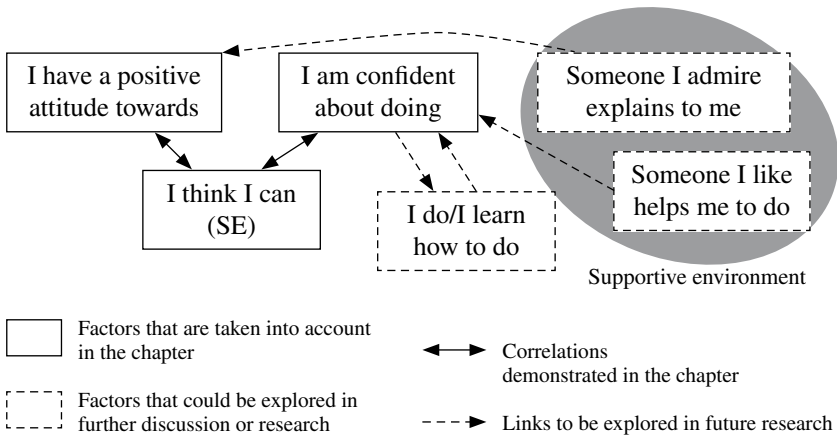 I have a positive
attitude towards
I am confident
about doing
Someone I admire
explains to me
I think I can
(SE)
I do/I learn
how to do
Someone I like
helps me to do
Supportive environment
Factors that are taken into account
in the chapter
Correlations
demonstrated in the chapter
Factors that could be explored in
further discussion or research
Links to be explored in future research